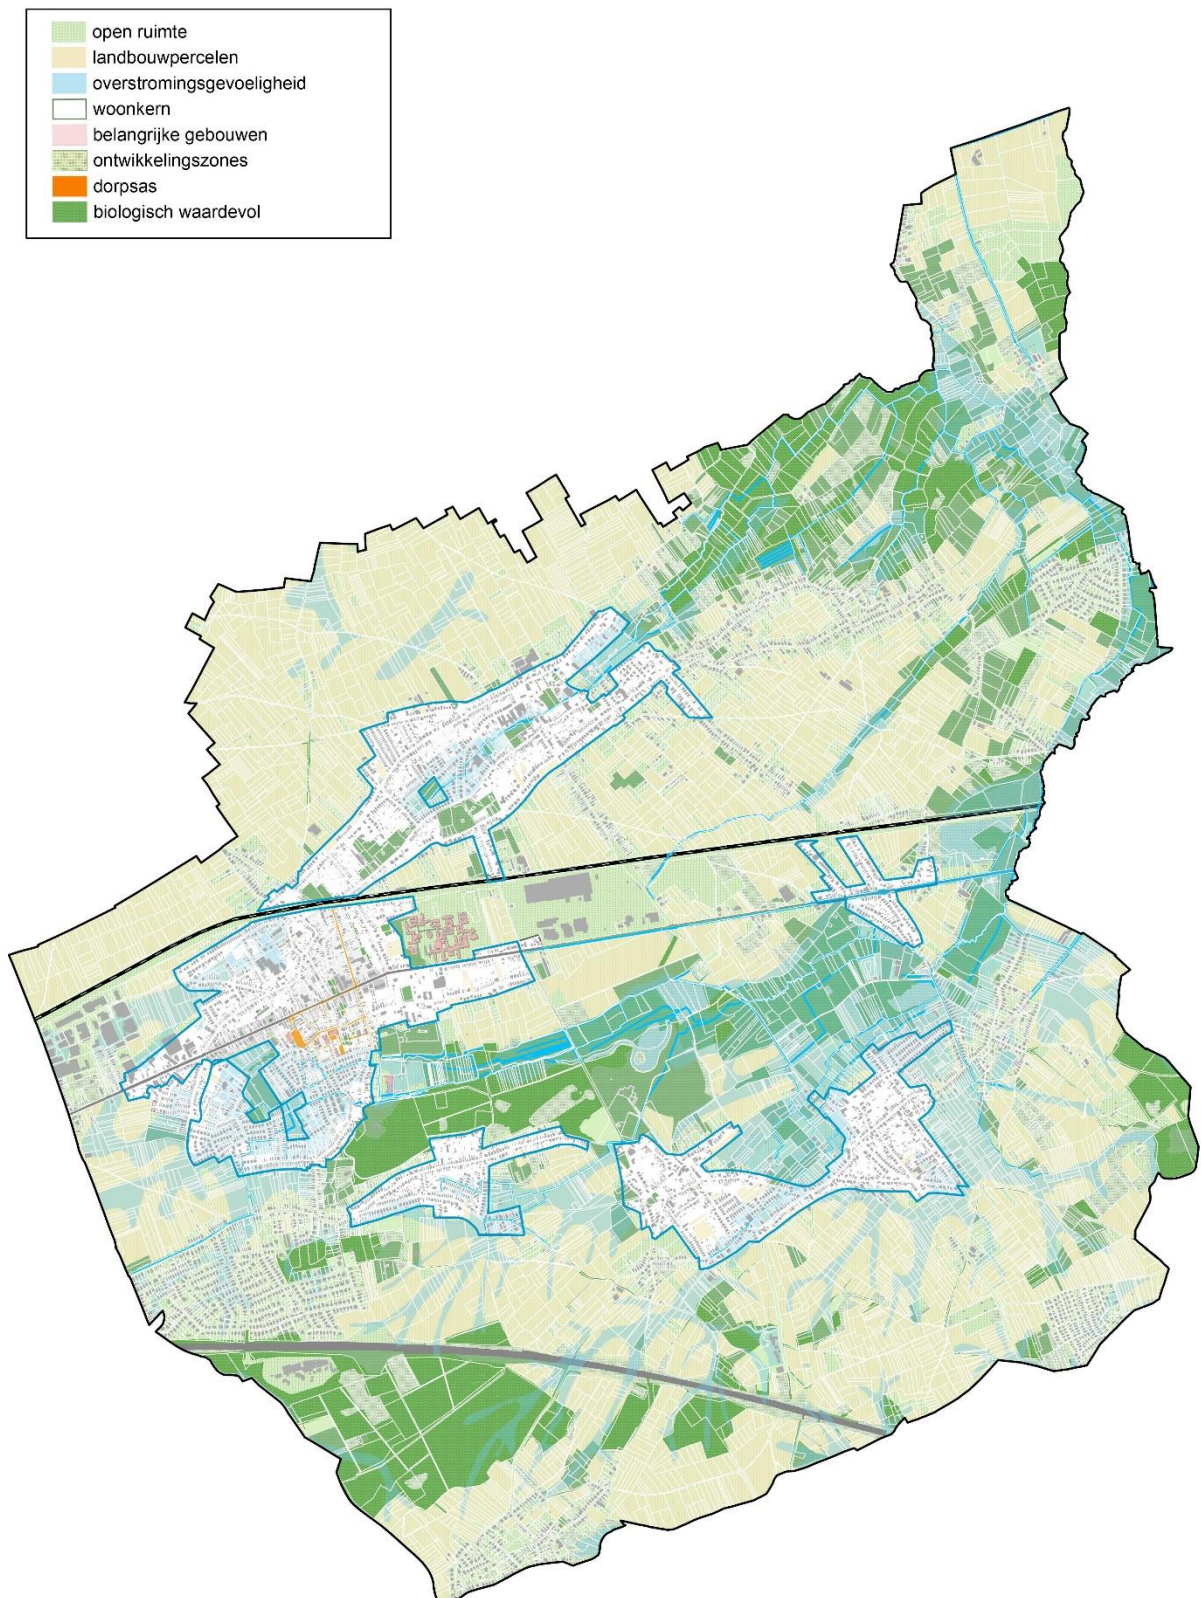 open ruimte
landbouwpercelen
overstromingsgevoeligheid
woonkern
belangrijke gebouwen
ontwikkelingszones
dorpsas
biologisch waardevol